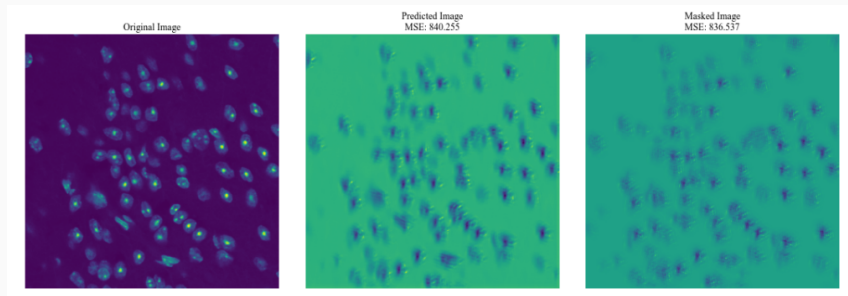 Original Image
Predicted Image
MSE: 840.255
Masked Image
MSE: 836.537